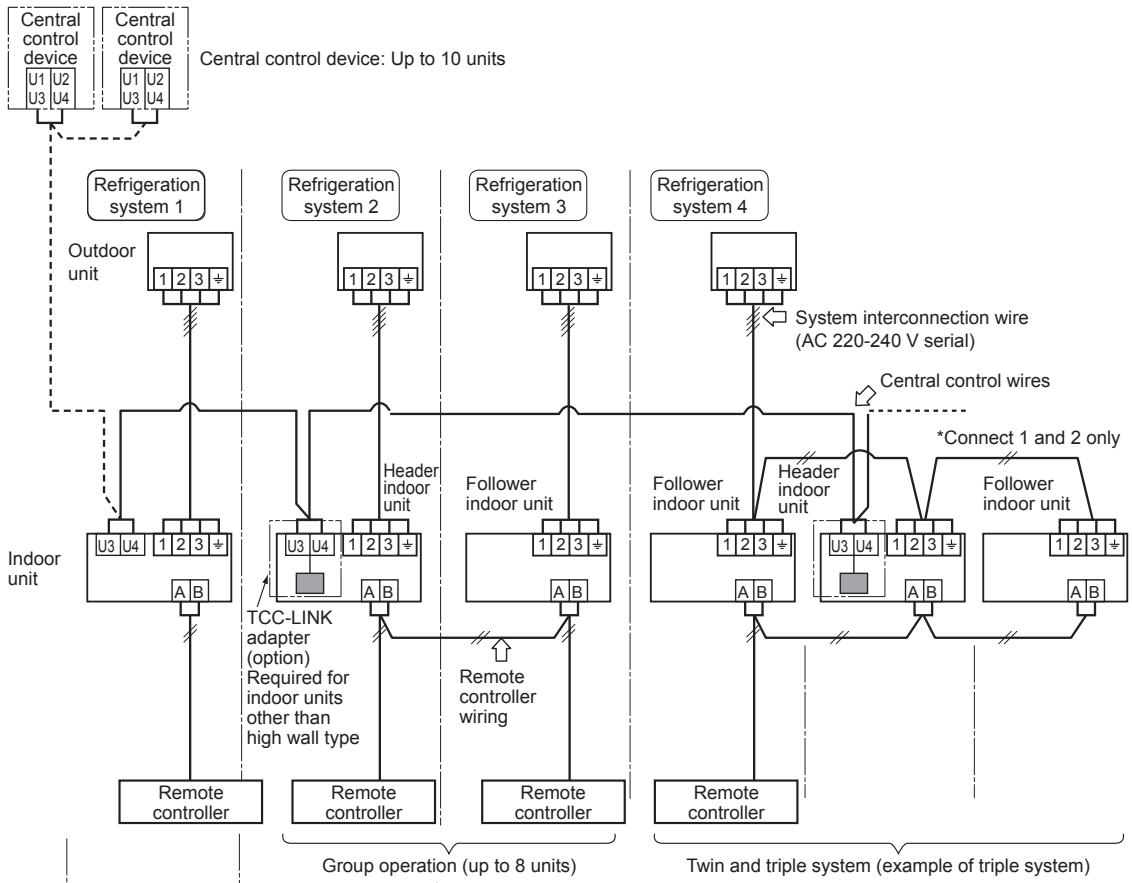 Central
control
device
U1 U2
U3 U4
Central
control
device
U1 U2
U3 U4
Central control device: Up to 10 units
Refrigeration
system 1
Refrigeration
system 2
Refrigeration
system 3
Refrigeration
system 4
Outdoor
unit
1 2 3 ⏚
1 2 3 ⏚
1 2 3 ⏚
1 2 3 ⏚
System interconnection wire
(AC 220-240 V serial)
Central control wires
*Connect 1 and 2 only
Header
indoor
unit
Follower
indoor unit
Follower
indoor unit
Header
indoor
unit
Follower
indoor unit
Indoor
unit
U3 U4
1 2 3 ⏚
A B
U3 U4
1 2 3 ⏚
A B
1 2 3 ⏚
A B
1 2 3 ⏚
A B
U3 U4
1 2 3 ⏚
A B
1 2 3 ⏚
A B
TCC-LINK
adapter
(option)
Required for
indoor units
other than
high wall type
Remote
controller
wiring
Remote
controller
Remote
controller
Remote
controller
Remote
controller
Group operation (up to 8 units)
Twin and triple system (example of triple system)